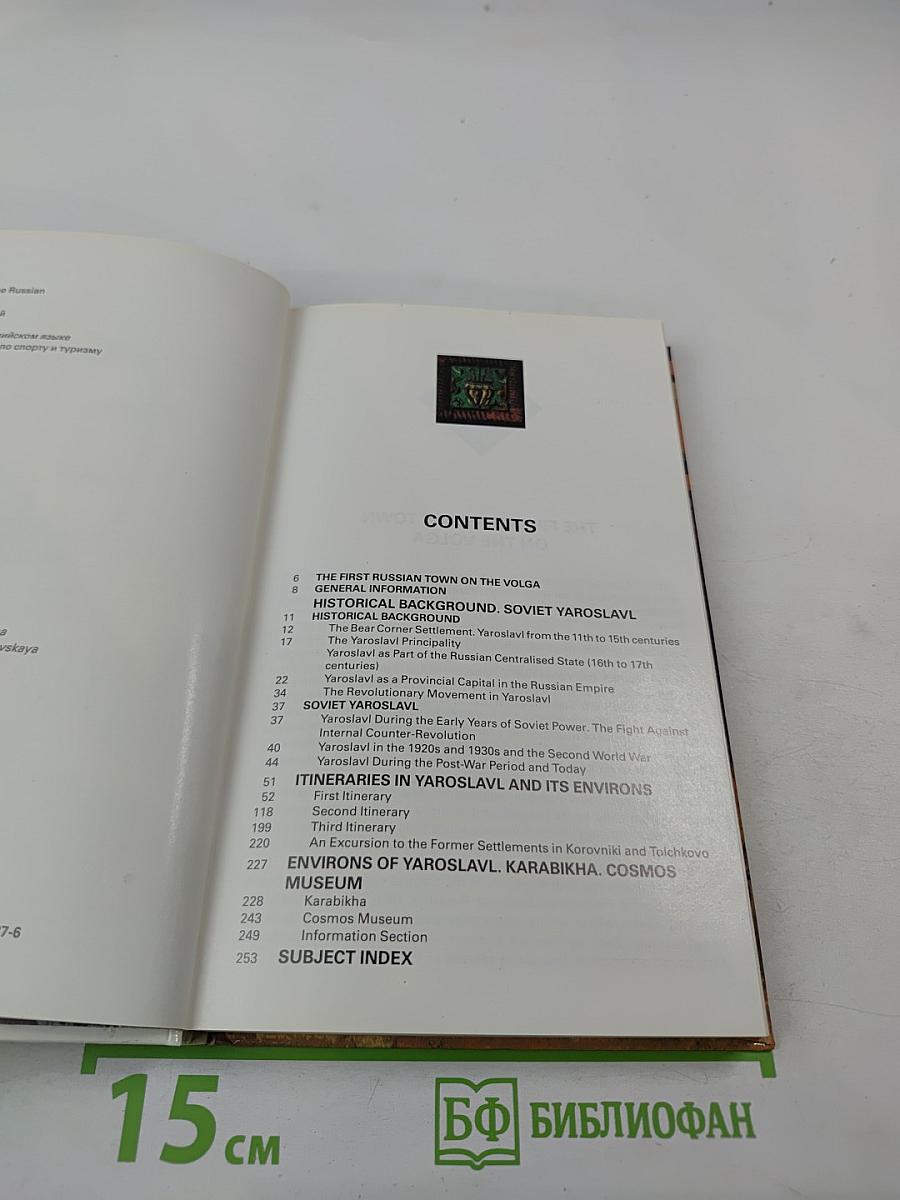 e Russian
й
ийском языке
по спорту и туризму
a
vskaya
7-6
CONTENTS
6 THE FIRST RUSSIAN TOWN ON THE VOLGA
8 GENERAL INFORMATION
HISTORICAL BACKGROUND. SOVIET YAROSLAVL
11 HISTORICAL BACKGROUND
12 The Bear Corner Settlement. Yaroslavl from the 11th to 15th centuries
17 The Yaroslavl Principality
Yaroslavl as Part of the Russian Centralised State (16th to 17th
centuries)
22 Yaroslavl as a Provincial Capital in the Russian Empire
34 The Revolutionary Movement in Yaroslavl
37 SOVIET YAROSLAVL
37 Yaroslavl During the Early Years of Soviet Power. The Fight Against
Internal Counter-Revolution
40 Yaroslavl in the 1920s and 1930s and the Second World War
44 Yaroslavl During the Post-War Period and Today
51 ITINERARIES IN YAROSLAVL AND ITS ENVIRONS
52 First Itinerary
118 Second Itinerary
199 Third Itinerary
220 An Excursion to the Former Settlements in Korovniki and Tolchkovo
227 ENVIRONS OF YAROSLAVL. KARABIKHA. COSMOS
MUSEUM
228 Karabikha
243 Cosmos Museum
249 Information Section
253 SUBJECT INDEX
15 см
БФ БИБЛИОФАН